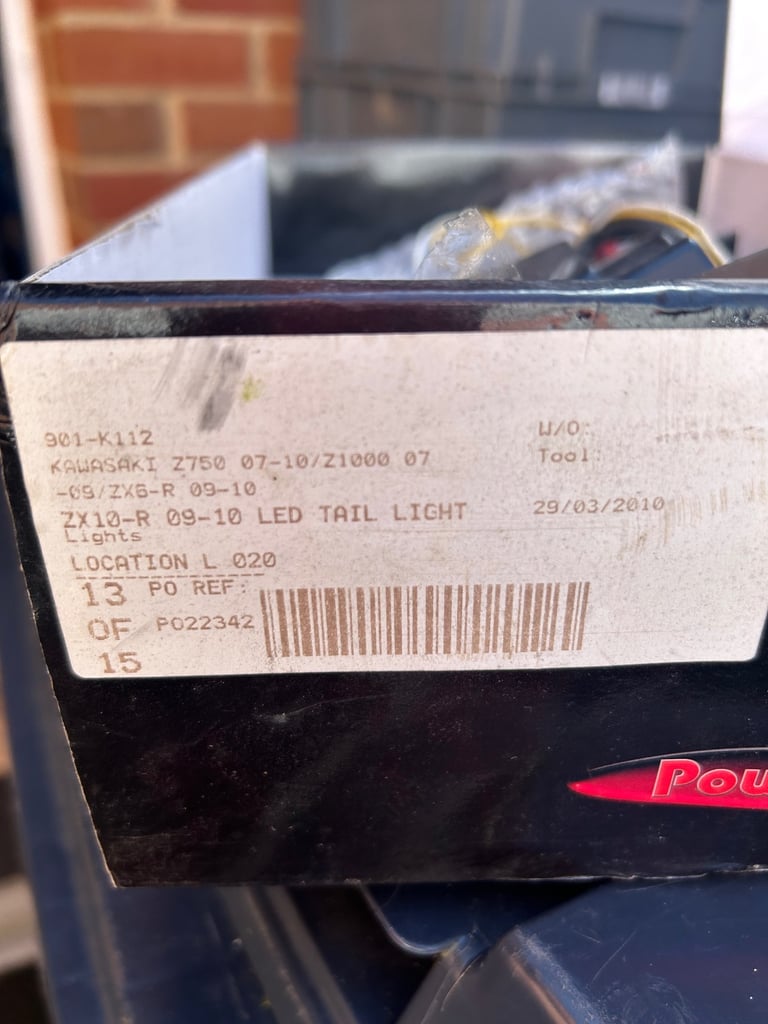 901-K112
KAWASAKI Z750 07-10/Z1000 07
-09/ZX6-R 09-10
ZX10-R 09-10 LED TAIL LIGHT
Lights
LOCATION L 020
W/O:
Tool:
29/03/2010
13 PO REF:
OF PO22342
15
Pow